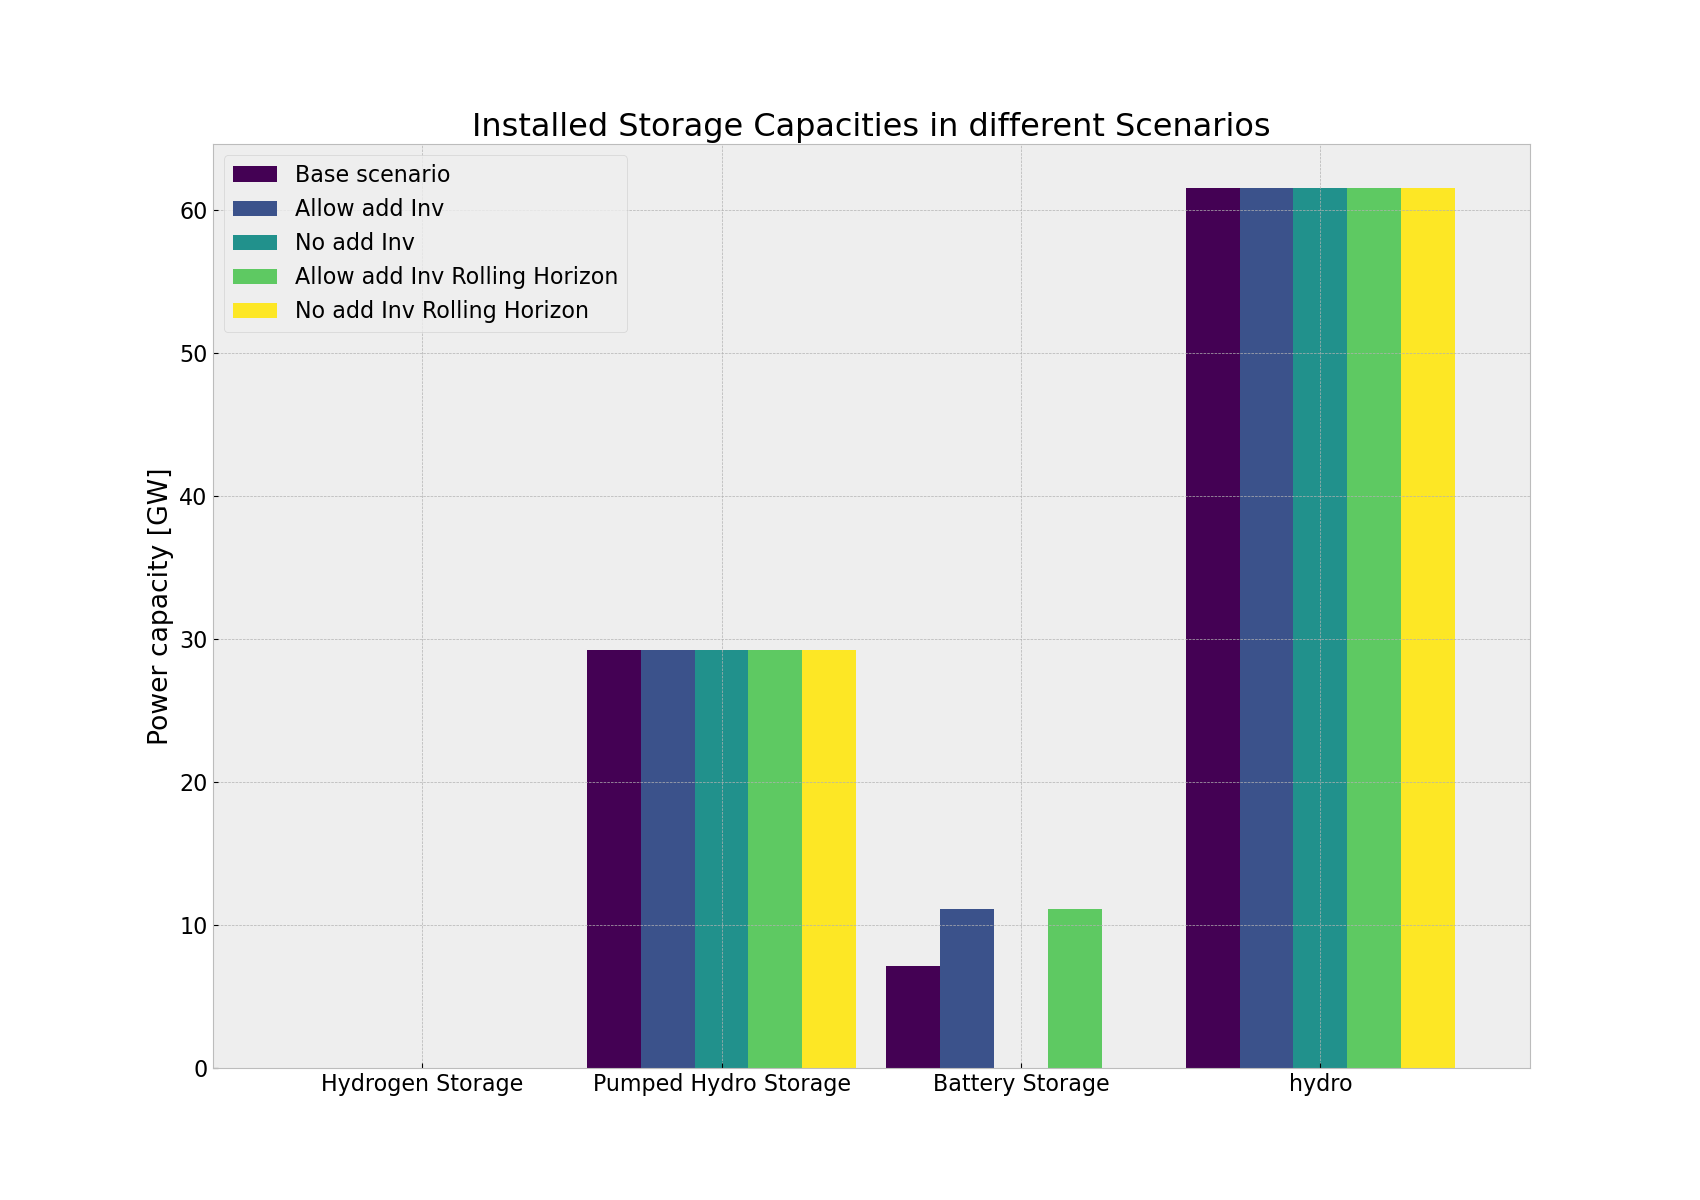 Installed Storage Capacities in different Scenarios
Base scenario
Allow add Inv
No add Inv
Allow add Inv Rolling Horizon
No add Inv Rolling Horizon
Power capacity [GW]
60
50
40
30
20
10
0
Hydrogen Storage
Pumped Hydro Storage
Battery Storage
hydro